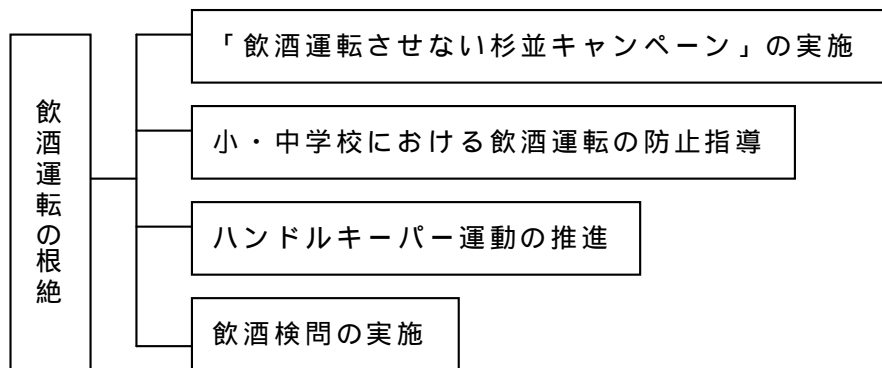 飲酒運転の根絶
「飲酒運転させない杉並キャンペーン」の実施
小・中学校における飲酒運転の防止指導
ハンドルキーパー運動の推進
飲酒検問の実施